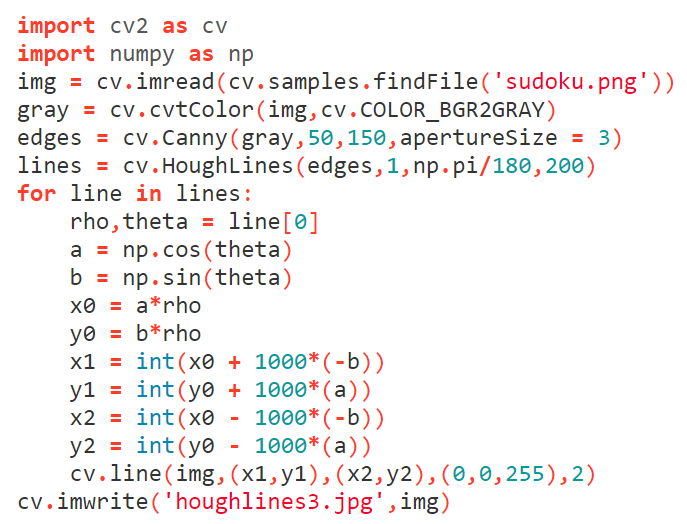 import cv2 as cv
import numpy as np
img = cv.imread(cv.samples.findFile('sudoku.png'))
gray = cv.cvtColor(img,cv.COLOR_BGR2GRAY)
edges = cv.Canny(gray,50,150,apertureSize = 3)
lines = cv.HoughLines(edges,1,np.pi/180,200)
for line in lines:
    rho,theta = line[0]
    a = np.cos(theta)
    b = np.sin(theta)
    x0 = a*rho
    y0 = b*rho
    x1 = int(x0 + 1000*(-b))
    y1 = int(y0 + 1000*(a))
    x2 = int(x0 - 1000*(-b))
    y2 = int(y0 - 1000*(a))
    cv.line(img,(x1,y1),(x2,y2),(0,0,255),2)
cv.imwrite('houghlines3.jpg',img)